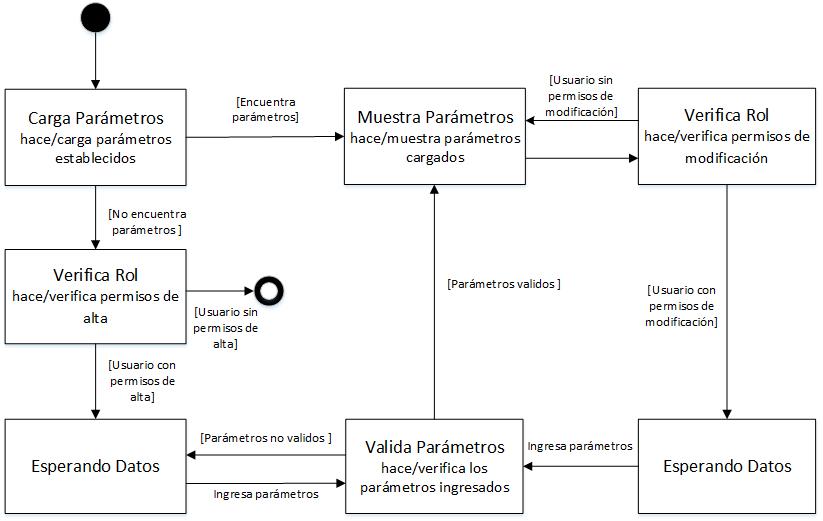 Carga Parámetros
hace/carga parámetros
establecidos
[Encuentra
parámetros]
Muestra Parámetros
hace/muestra parámetros
cargados
[Usuario sin
permisos de
modificación]
Verifica Rol
hace/verifica permisos de
modificación
[No encuentra
parámetros ]
Verifica Rol
hace/verifica permisos de
alta
[Usuario sin
permisos de
alta]
[Parámetros validos ]
[Usuario con
permisos de
modificación]
[Usuario con
permisos de
alta]
Esperando Datos
[Parámetros no validos ]
Ingresa parámetros
Valida Parámetros
hace/verifica los
parámetros ingresados
Ingresa parámetros
Esperando Datos